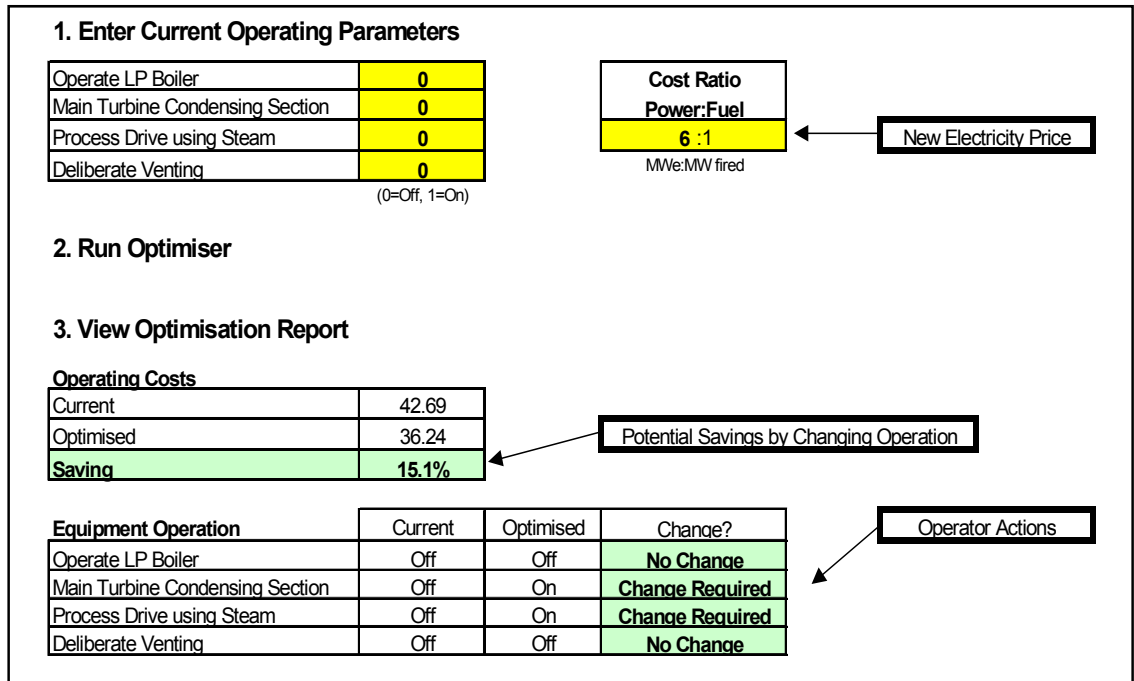 1. Enter Current Operating Parameters
Operate LP Boiler 0
Main Turbine Condensing Section 0
Process Drive using Steam 0
Deliberate Venting 0
(0=Off, 1=On)
Cost Ratio
Power:Fuel
6 :1
MWe:MW fired
New Electricity Price
2. Run Optimiser
3. View Optimisation Report
Operating Costs
Current 42.69
Optimised 36.24
Saving 15.1%
Potential Savings by Changing Operation
Equipment Operation Current Optimised Change?
Operate LP Boiler Off Off No Change
Main Turbine Condensing Section Off On Change Required
Process Drive using Steam Off On Change Required
Deliberate Venting Off Off No Change
Operator Actions